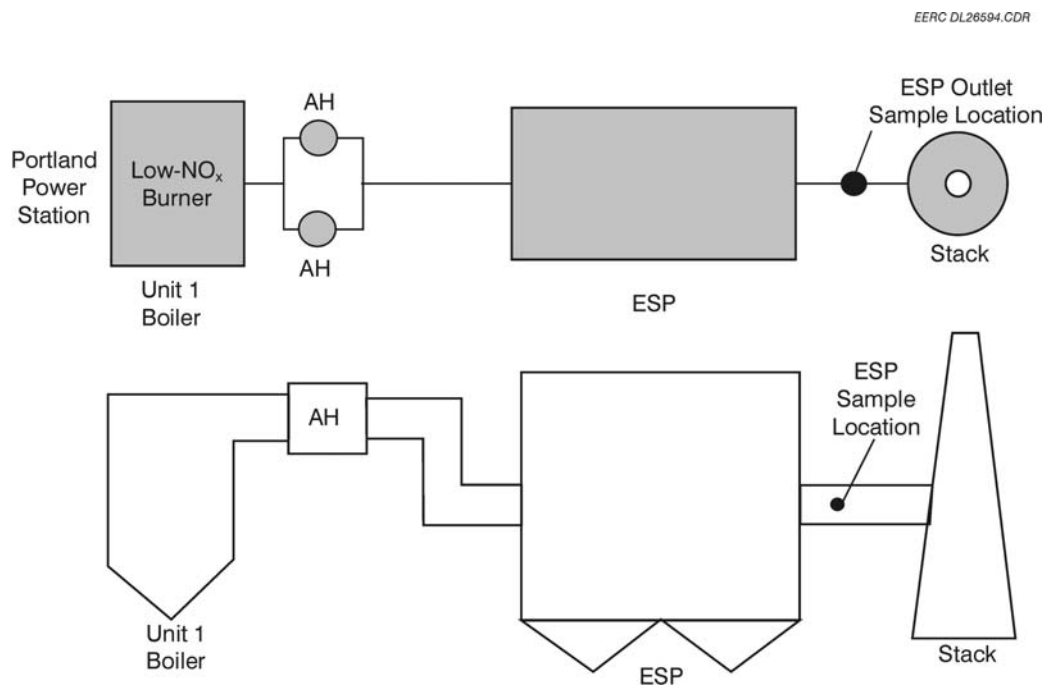 EERC DL26594.CDR
AH
ESP Outlet
Sample Location
Portland
Power
Station
Low-NOx
Burner
AH
Stack
Unit 1
Boiler
ESP
ESP
Sample
Location
AH
Unit 1
Boiler
ESP
Stack